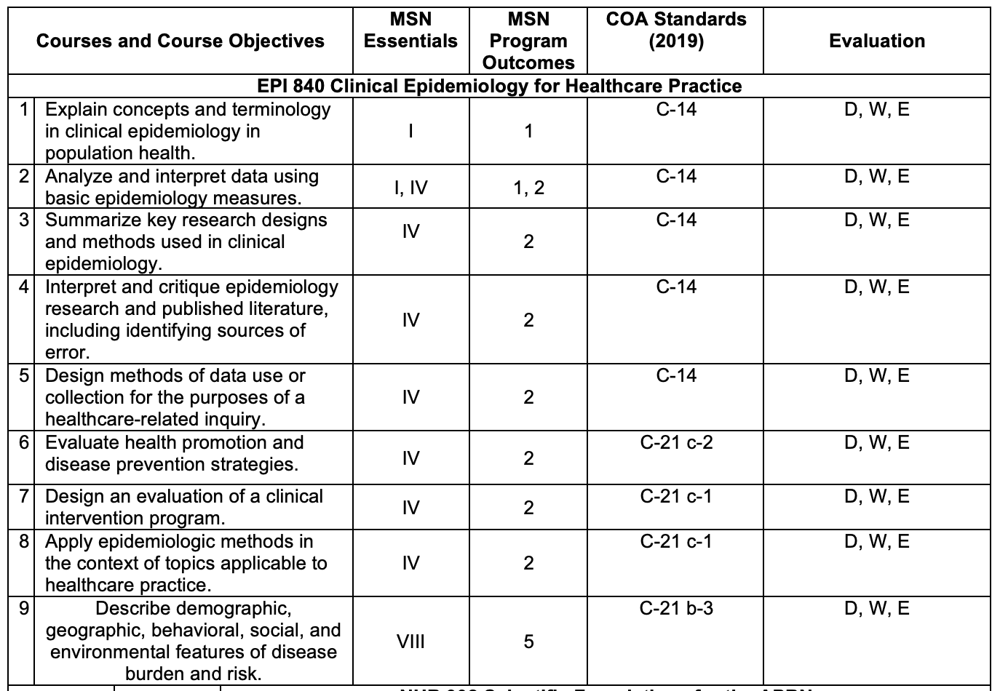 Courses and Course Objectives
MSN Essentials
MSN Program Outcomes
COA Standards (2019)
Evaluation
EPI 840 Clinical Epidemiology for Healthcare Practice
1 Explain concepts and terminology
in clinical epidemiology in
population health.
I
1
C-14
D, W, E
2 Analyze and interpret data using
basic epidemiology measures.
I, IV
1, 2
C-14
D, W, E
3 Summarize key research designs
and methods used in clinical
epidemiology.
IV
2
C-14
D, W, E
4 Interpret and critique epidemiology
research and published literature,
including identifying sources of
error.
IV
2
C-14
D, W, E
5 Design methods of data use or
collection for the purposes of a
healthcare-related inquiry.
IV
2
C-14
D, W, E
6 Evaluate health promotion and
disease prevention strategies.
IV
2
C-21 c-2
D, W, E
7 Design an evaluation of a clinical
intervention program.
IV
2
C-21 c-1
D, W, E
8 Apply epidemiologic methods in
the context of topics applicable to
healthcare practice.
IV
2
C-21 c-1
D, W, E
9 Describe demographic,
geographic, behavioral, social, and
environmental features of disease
burden and risk.
VIII
5
C-21 b-3
D, W, E